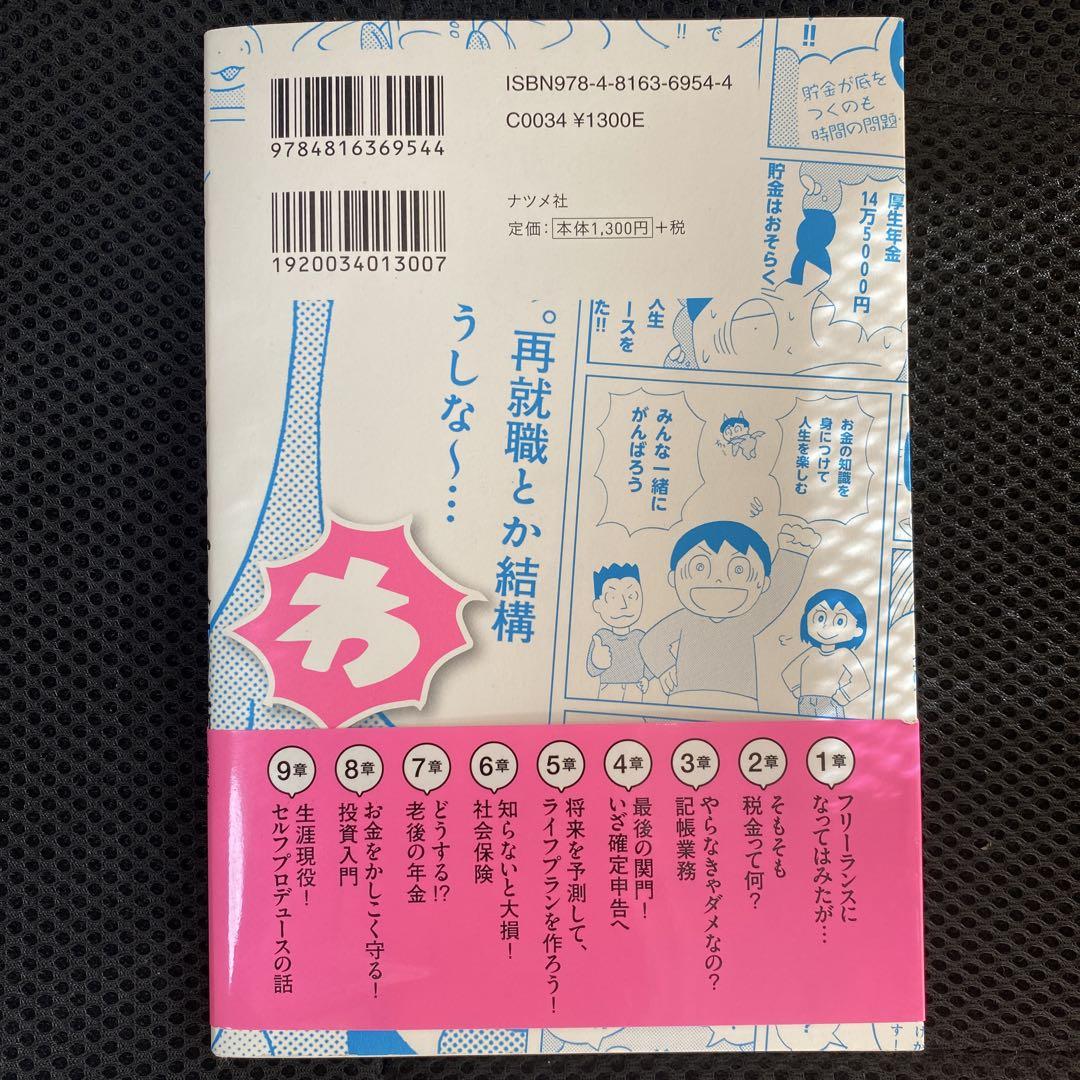 ISBN978-4-8163-6954-4
C0034 ¥1300E
9784816369544
1920034013007
ナツメ社
定価：本体1,300円+税
!!
で
!!
貯金が底を
つくのも
時間の問題
厚生年金
14万5000円
貯金はおそらく
人生
ースを
た!!
。再就職とか結構
うしな〜…
お金の知識を
身につけて
人生を楽しむ
みんな一緒に
がんばろう
わ
1章
フリーランスに
なってはみたが…
2章
そもそも
税金って何？
3章
やらなきゃダメなの？
記帳業務
4章
最後の関門！
いざ確定申告へ
5章
将来を予測して、
ライフプランを作ろう！
6章
知らないと大損！
社会保険
7章
どうする!?
老後の年金
8章
お金をかしこく守る！
投資入門
9章
生涯現役！
セルフプロデュースの話